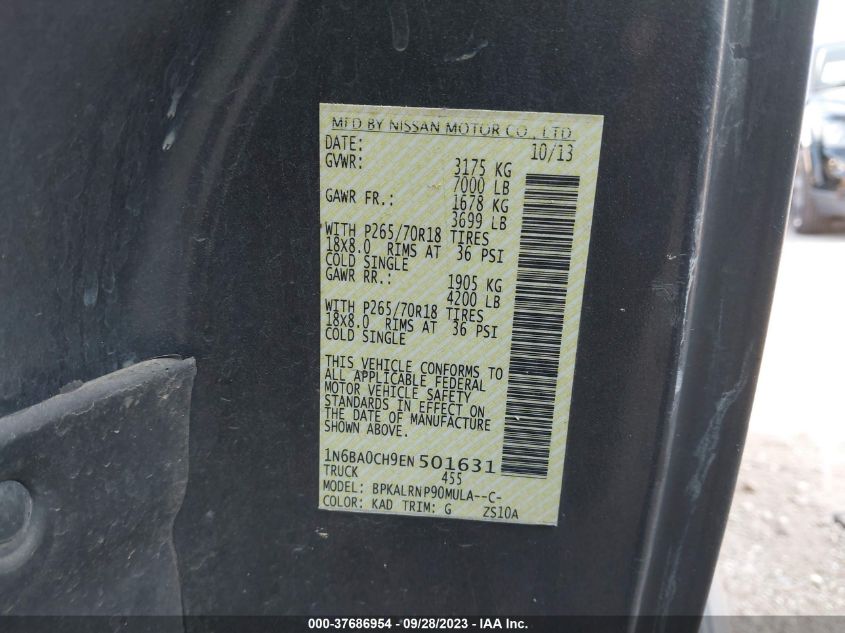 MFD BY NISSAN MOTOR CO., LTD
DATE: 10/13
GVWR: 3175 KG
7000 LB
GAWR FR.: 1678 KG
3699 LB
WITH P265/70R18 TIRES
18X8.0 RIMS AT 36 PSI
COLD SINGLE
GAWR RR.: 1905 KG
4200 LB
WITH P265/70R18 TIRES
18X8.0 RIMS AT 36 PSI
COLD SINGLE
THIS VEHICLE CONFORMS TO
ALL APPLICABLE FEDERAL
MOTOR VEHICLE SAFETY
STANDARDS IN EFFECT ON
THE DATE OF MANUFACTURE
SHOWN ABOVE.
1N6BA0CH9EN501631
TRUCK 455
MODEL: BPKALRNP90MULA--C-
COLOR: KAD TRIM: G ZS10A
000-37686954 - 09/28/2023 - Copyright IAA, Inc.